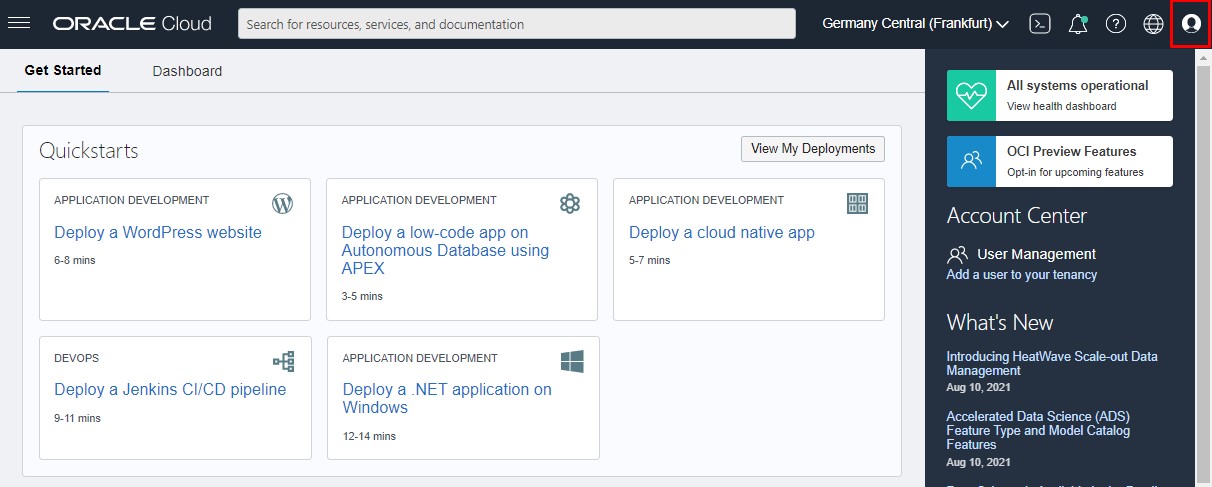 ORACLE Cloud
Search for resources, services, and documentation
Germany Central (Frankfurt)
Get Started
Dashboard
Quickstarts
View My Deployments
APPLICATION DEVELOPMENT
Deploy a WordPress website
6-8 mins
APPLICATION DEVELOPMENT
Deploy a low-code app on
Autonomous Database using
APEX
3-5 mins
APPLICATION DEVELOPMENT
Deploy a cloud native app
5-7 mins
DEVOPS
Deploy a Jenkins CI/CD pipeline
9-11 mins
APPLICATION DEVELOPMENT
Deploy a .NET application on
Windows
12-14 mins
All systems operational
View health dashboard
OCI Preview Features
Opt-in for upcoming features
Account Center
User Management
Add a user to your tenancy
What's New
Introducing HeatWave Scale-out Data
Management
Aug 10, 2021
Accelerated Data Science (ADS)
Feature Type and Model Catalog
Features
Aug 10, 2021